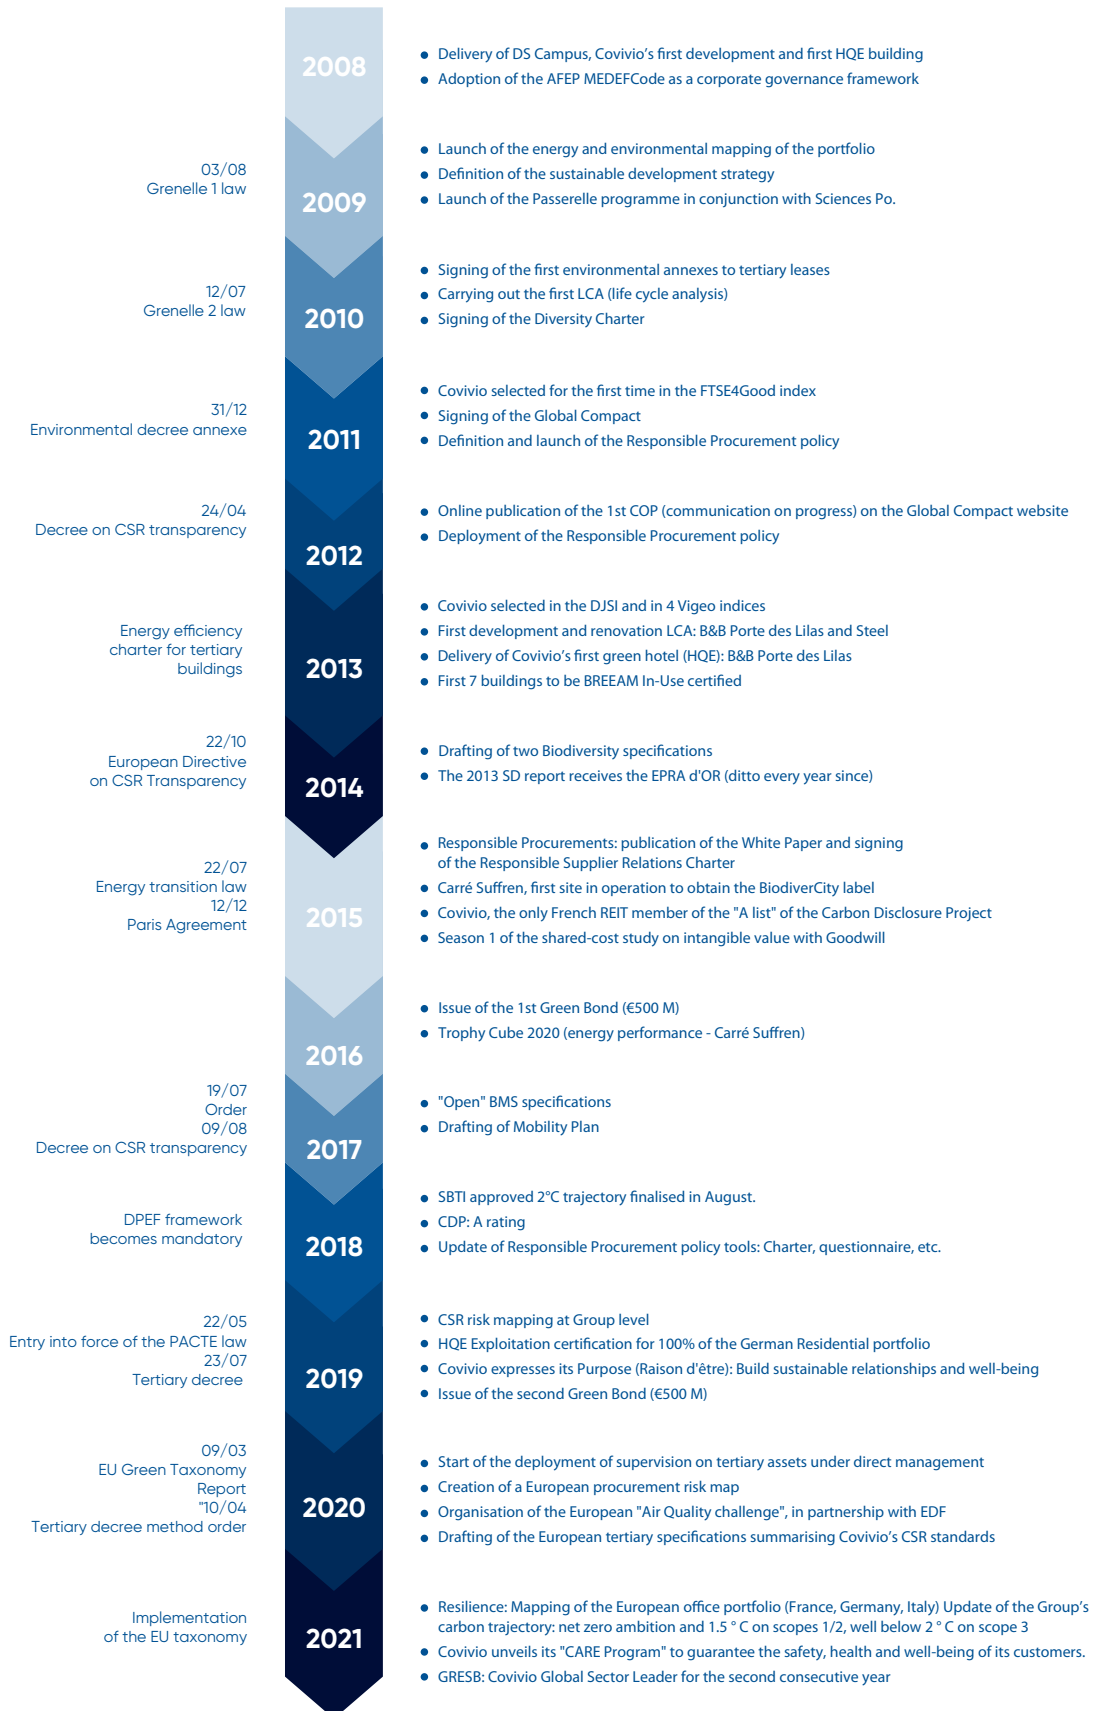 2008
• Delivery of DS Campus, Covivio's first development and first HQE building
• Adoption of the AFEP MEDEFCode as a corporate governance framework
03/08
Grenelle 1 law
2009
• Launch of the energy and environmental mapping of the portfolio
• Definition of the sustainable development strategy
• Launch of the Passerelle programme in conjunction with Sciences Po.
12/07
Grenelle 2 law
2010
• Signing of the first environmental annexes to tertiary leases
• Carrying out the first LCA (life cycle analysis)
• Signing of the Diversity Charter
31/12
Environmental decree annexe
2011
• Covivio selected for the first time in the FTSE4Good index
• Signing of the Global Compact
• Definition and launch of the Responsible Procurement policy
24/04
Decree on CSR transparency
2012
• Online publication of the 1st COP (communication on progress) on the Global Compact website
• Deployment of the Responsible Procurement policy
Energy efficiency
charter for tertiary
buildings
2013
• Covivio selected in the DJSI and in 4 Vigeo indices
• First development and renovation LCA: B&B Porte des Lilas and Steel
• Delivery of Covivio's first green hotel (HQE): B&B Porte des Lilas
• First 7 buildings to be BREEAM In-Use certified
22/10
European Directive
on CSR Transparency
2014
• Drafting of two Biodiversity specifications
• The 2013 SD report receives the EPRA d'OR (ditto every year since)
22/07
Energy transition law
12/12
Paris Agreement
2015
• Responsible Procurements: publication of the White Paper and signing
of the Responsible Supplier Relations Charter
• Carré Suffren, first site in operation to obtain the BiodiverCity label
• Covivio, the only French REIT member of the "A list" of the Carbon Disclosure Project
• Season 1 of the shared-cost study on intangible value with Goodwill
2016
• Issue of the 1st Green Bond (€500 M)
• Trophy Cube 2020 (energy performance - Carré Suffren)
19/07
Order
09/08
Decree on CSR transparency
2017
• "Open" BMS specifications
• Drafting of Mobility Plan
DPEF framework
becomes mandatory
2018
• SBTI approved 2°C trajectory finalised in August.
• CDP: A rating
• Update of Responsible Procurement policy tools: Charter, questionnaire, etc.
22/05
Entry into force of the PACTE law
23/07
Tertiary decree
2019
• CSR risk mapping at Group level
• HQE Exploitation certification for 100% of the German Residential portfolio
• Covivio expresses its Purpose (Raison d'être): Build sustainable relationships and well-being
• Issue of the second Green Bond (€500 M)
09/03
EU Green Taxonomy
Report
"10/04
Tertiary decree method order
2020
• Start of the deployment of supervision on tertiary assets under direct management
• Creation of a European procurement risk map
• Organisation of the European "Air Quality challenge", in partnership with EDF
• Drafting of the European tertiary specifications summarising Covivio's CSR standards
Implementation
of the EU taxonomy
2021
• Resilience: Mapping of the European office portfolio (France, Germany, Italy) Update of the Group's
carbon trajectory: net zero ambition and 1.5 ° C on scopes 1/2, well below 2 ° C on scope 3
• Covivio unveils its "CARE Program" to guarantee the safety, health and well-being of its customers.
• GRESB: Covivio Global Sector Leader for the second consecutive year